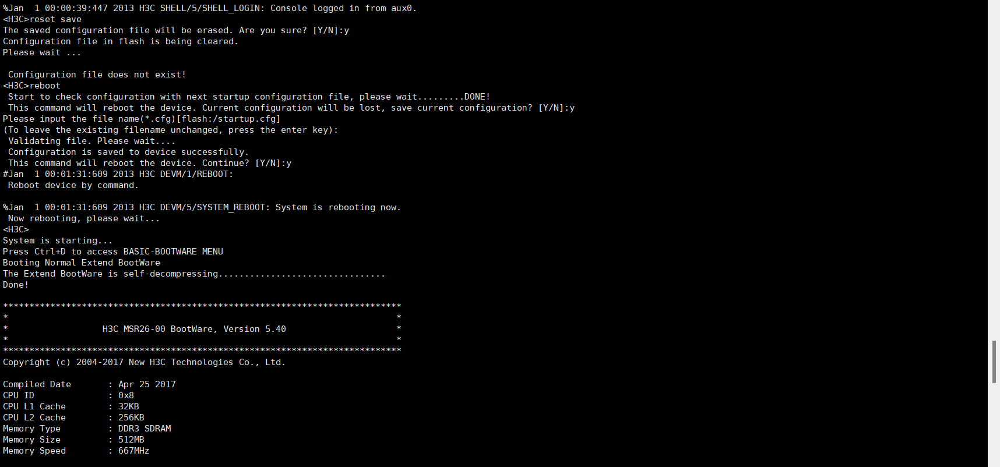 %Jan  1 00:00:39:447 2013 H3C SHELL/5/SHELL_LOGIN: Console logged in from aux0.
<H3C>reset save
The saved configuration file will be erased. Are you sure? [Y/N]:y
Configuration file in flash is being cleared.
Please wait ...
 Configuration file does not exist!
<H3C>reboot
 Start to check configuration with next startup configuration file, please wait.........DONE!
 This command will reboot the device. Current configuration will be lost, save current configuration? [Y/N]:y
Please input the file name(*.cfg)[flash:/startup.cfg]
(To leave the existing filename unchanged, press the enter key):
 Validating file. Please wait....
 Configuration is saved to device successfully.
 This command will reboot the device. Continue? [Y/N]:y
#Jan  1 00:01:31:609 2013 H3C DEVM/1/REBOOT:
 Reboot device by command.
%Jan  1 00:01:31:609 2013 H3C DEVM/5/SYSTEM_REBOOT: System is rebooting now.
 Now rebooting, please wait...
<H3C>
System is starting...
Press Ctrl+D to access BASIC-BOOTWARE MENU
Booting Normal Extend BootWare
The Extend BootWare is self-decompressing................................
Done!
****************************************************************************
*                                                                          *
*                  H3C MSR26-00 BootWare, Version 5.40                     *
*                                                                          *
****************************************************************************
Copyright (c) 2004-2017 New H3C Technologies Co., Ltd.
Compiled Date       : Apr 25 2017
CPU ID              : 0x8
CPU L1 Cache        : 32KB
CPU L2 Cache        : 256KB
Memory Type         : DDR3 SDRAM
Memory Size         : 512MB
Memory Speed        : 667MHz